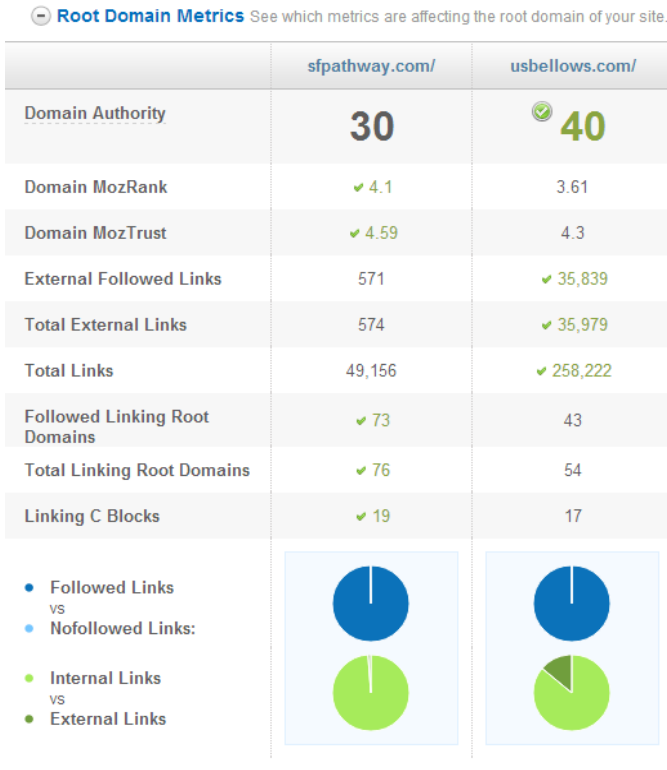 Root Domain Metrics See which metrics are affecting the root domain of your site.
sfpathway.com/ usbellows.com/
Domain Authority 30 40
Domain MozRank 4.1 3.61
Domain MozTrust 4.59 4.3
External Followed Links 571 35,839
Total External Links 574 35,979
Total Links 49,156 258,222
Followed Linking Root
Domains 73 43
Total Linking Root Domains 76 54
Linking C Blocks 19 17
Followed Links
vs
Nofollowed Links:
Internal Links
vs
External Links